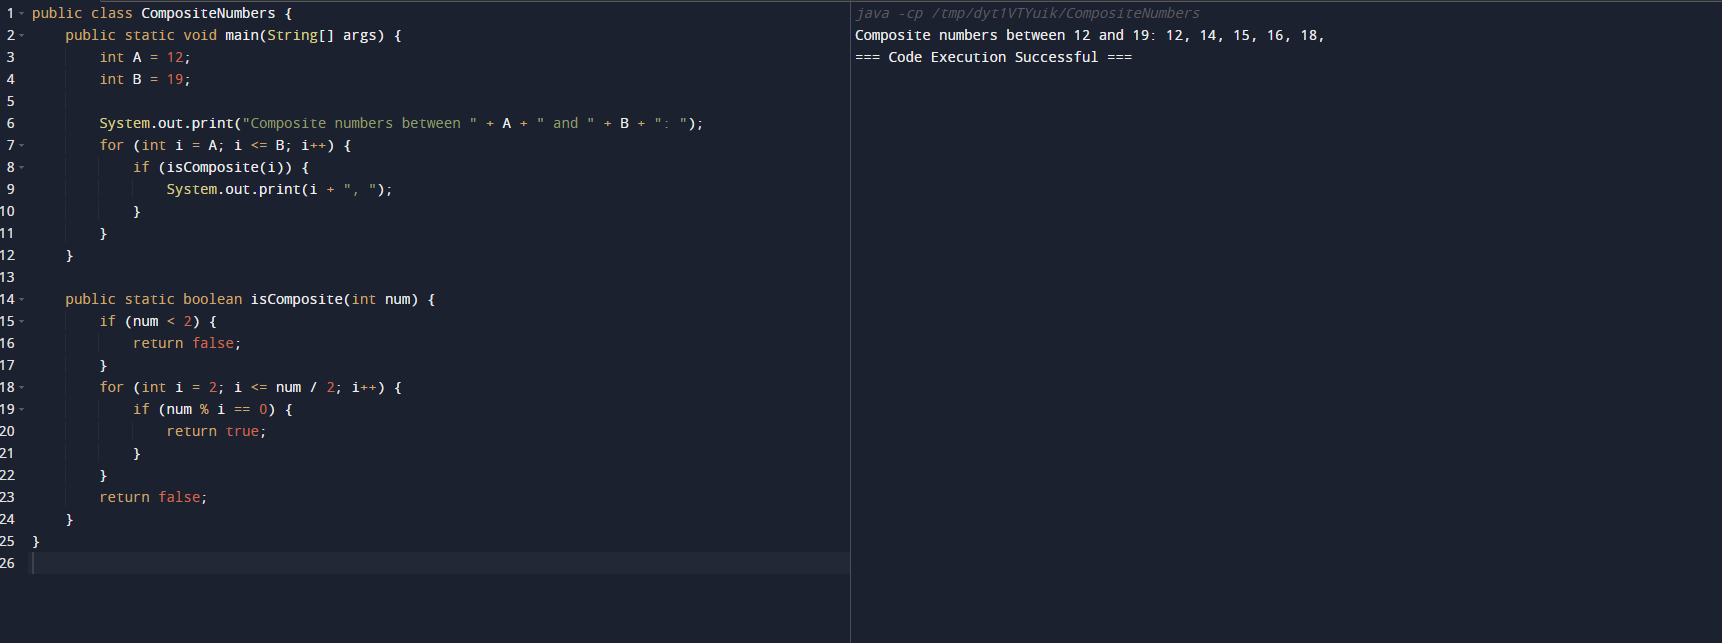 1 public class CompositeNumbers {
2     public static void main(String[] args) {
3         int A = 12;
4         int B = 19;
5
6         System.out.print("Composite numbers between " + A + " and " + B + ": ");
7         for (int i = A; i <= B; i++) {
8             if (isComposite(i)) {
9                 System.out.print(i + ", ");
10             }
11         }
12     }
13
14     public static boolean isComposite(int num) {
15         if (num < 2) {
16             return false;
17         }
18         for (int i = 2; i <= num / 2; i++) {
19             if (num % i == 0) {
20                 return true;
21             }
22         }
23         return false;
24     }
25 }
26
java -cp /tmp/dyt1VTYuik/CompositeNumbers
Composite numbers between 12 and 19: 12, 14, 15, 16, 18,
=== Code Execution Successful ===